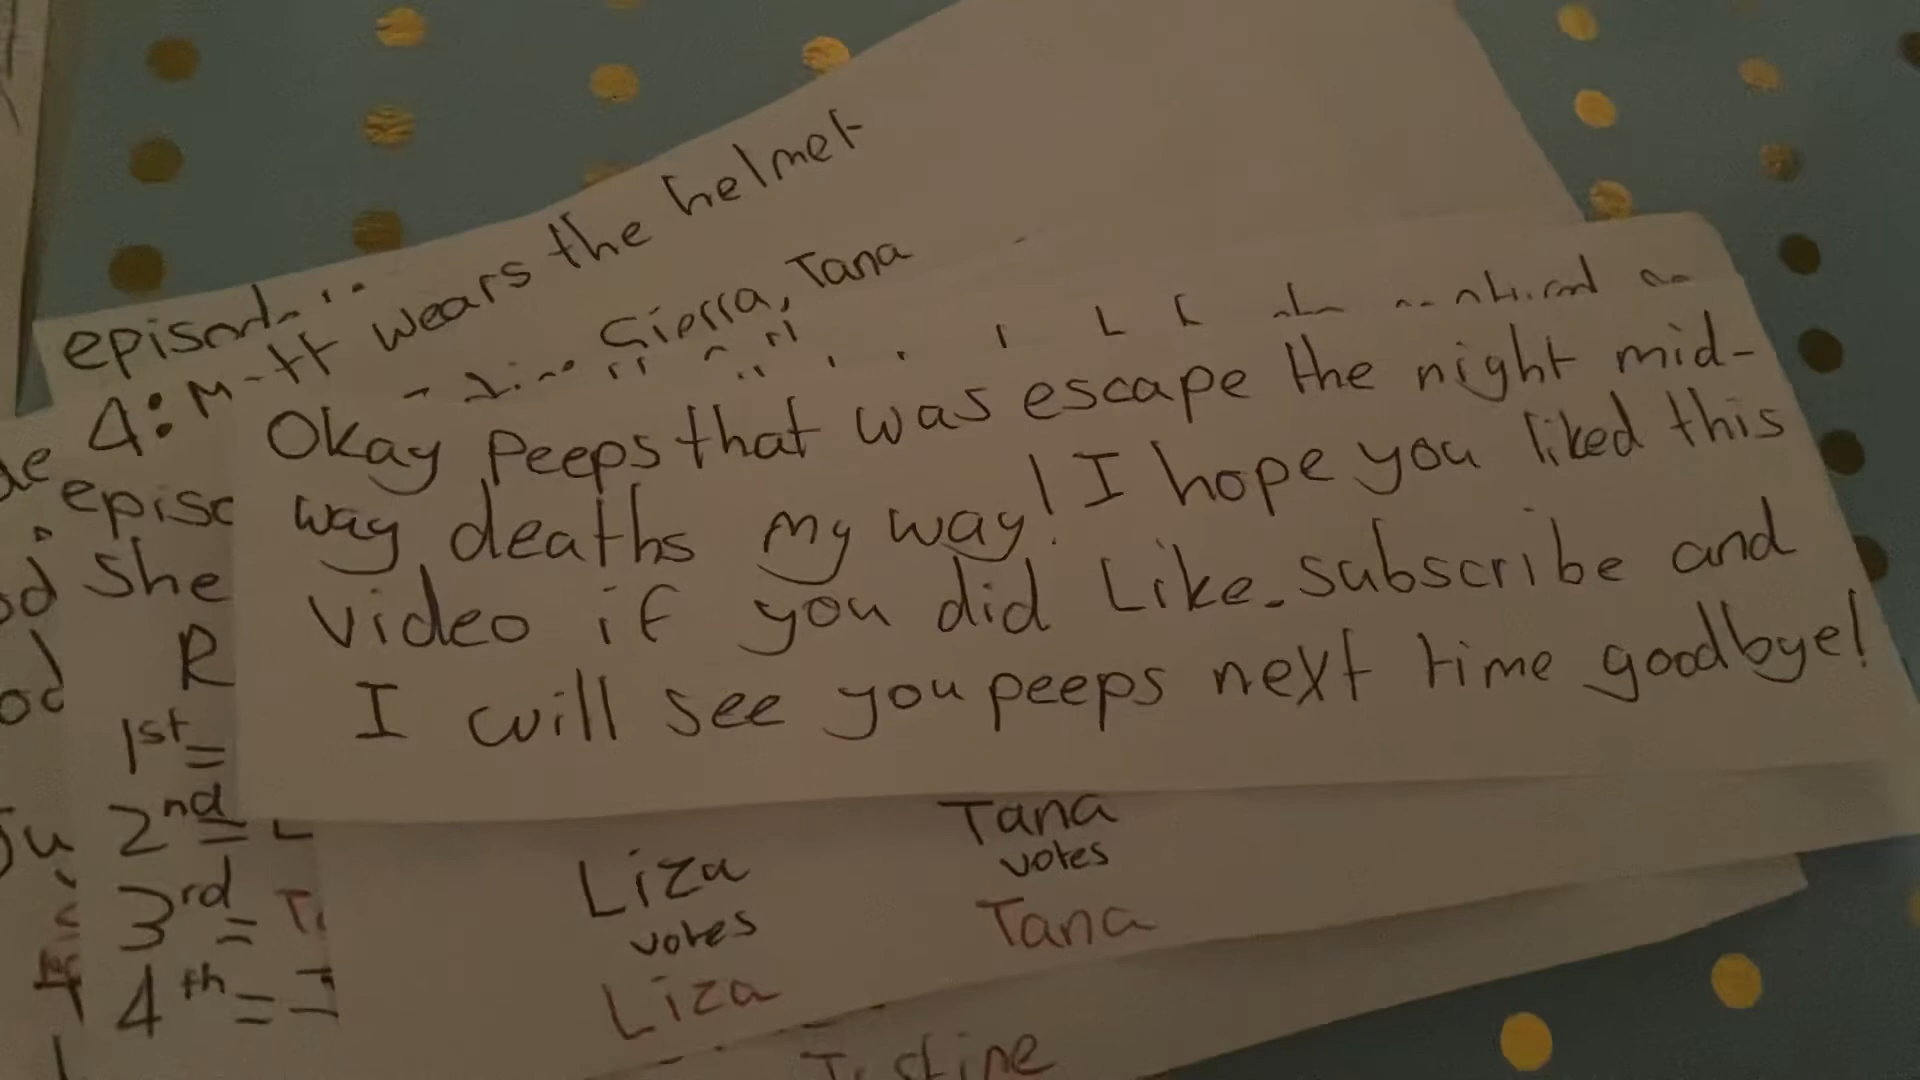 wears the helmet
Sierra, Tana
4:
Okay Peeps that was escape the night mid-
way deaths my way! I hope you liked this
video if you did Like. subscribe and
I will see you peeps next time goodbye!
she
R
1st=
2nd=
3rd=
4th=
Tana
votes
Tana
Liza
votes
Liza